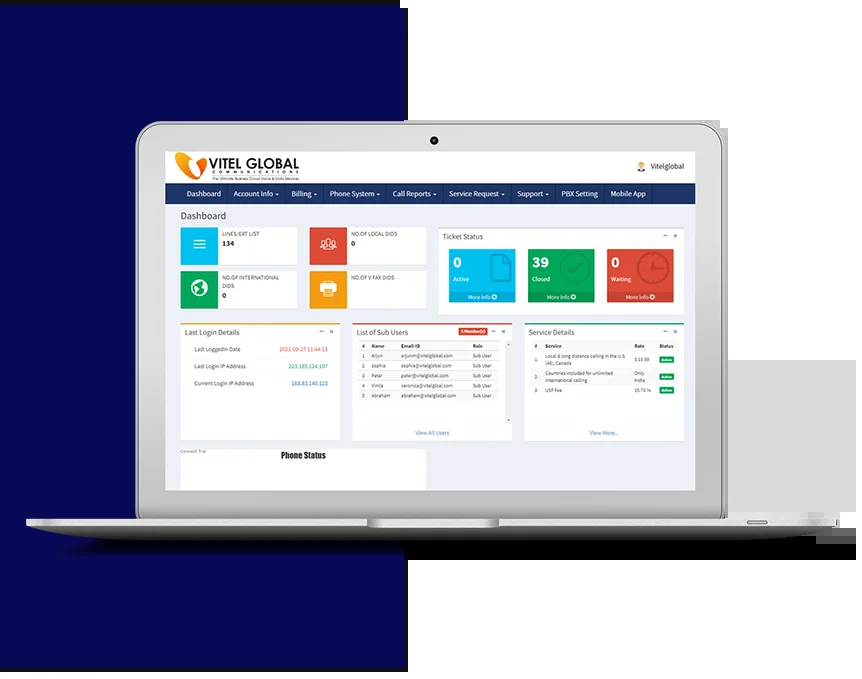 VITEL GLOBAL
COMMUNICATIONS
The Ultimate Business Cloud Voice & Data Services
Vitelglobal
Dashboard Account Info Billing Phone System Call Reports Service Request Support PBX Setting Mobile App
Dashboard
LINES/EXT LIST
134
NO.OF LOCAL DIDS
0
NO.OF INTERNATIONAL
DIDS
0
NO.OF V FAX DIDS
Ticket Status
0
Active
More Info
39
Closed
More Info
0
Waiting
More Info
Last Login Details
Last LoggedIn Date 2021-09-27 11:44:13
Last Login IP Address 223.185.124.107
Current Login IP Address 183.83.140.123
List of Sub Users
5 Member(s)
# Name Email-ID Role
1 Arjun arjunm@vitelglobal.com Sub User
2 sophia sophia@vitelglobal.com Sub User
3 Peter peter@vitelglobal.com Sub User
4 Vimla veronica@vitelglobal.com Sub User
5 Abraham abraham@vitelglobal.com Sub User
View All Users
Service Details
# Service Rate Status
1. Local & long distance calling in the U.S. (48), Canada $ 19.99 Active
2. Countries included for unlimited international calling Only India Active
3. USF Fee 15.70 % Active
View More...
CanvasJS Trial
Phone Status